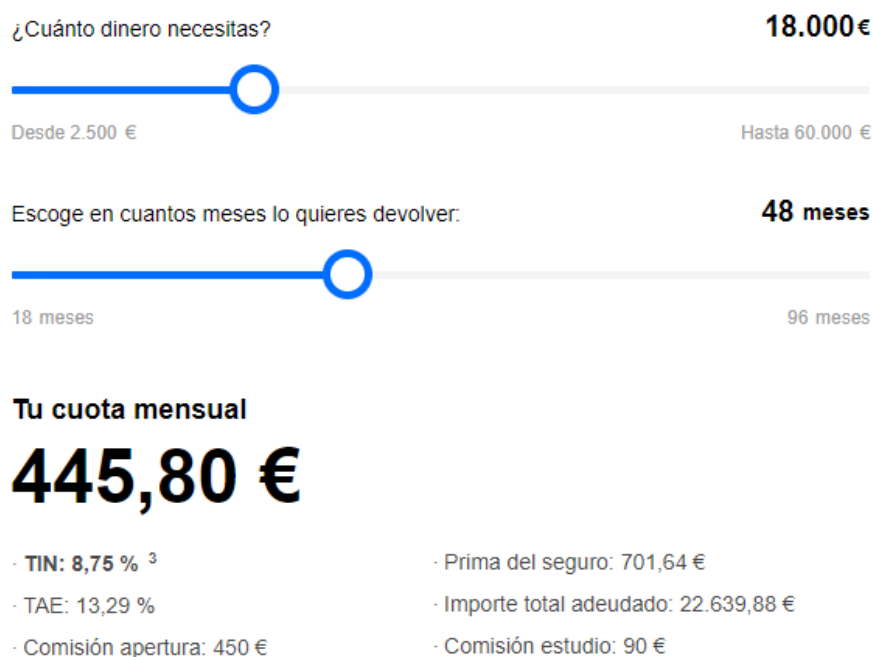 ¿Cuánto dinero necesitas? 18.000 €
Desde 2.500 € Hasta 60.000 €
Escoge en cuantos meses lo quieres devolver: 48 meses
18 meses 96 meses
Tu cuota mensual
445,80 €
· TIN: 8,75 % ³ · Prima del seguro: 701,64 €
· TAE: 13,29 % · Importe total adeudado: 22.639,88 €
· Comisión apertura: 450 € · Comisión estudio: 90 €